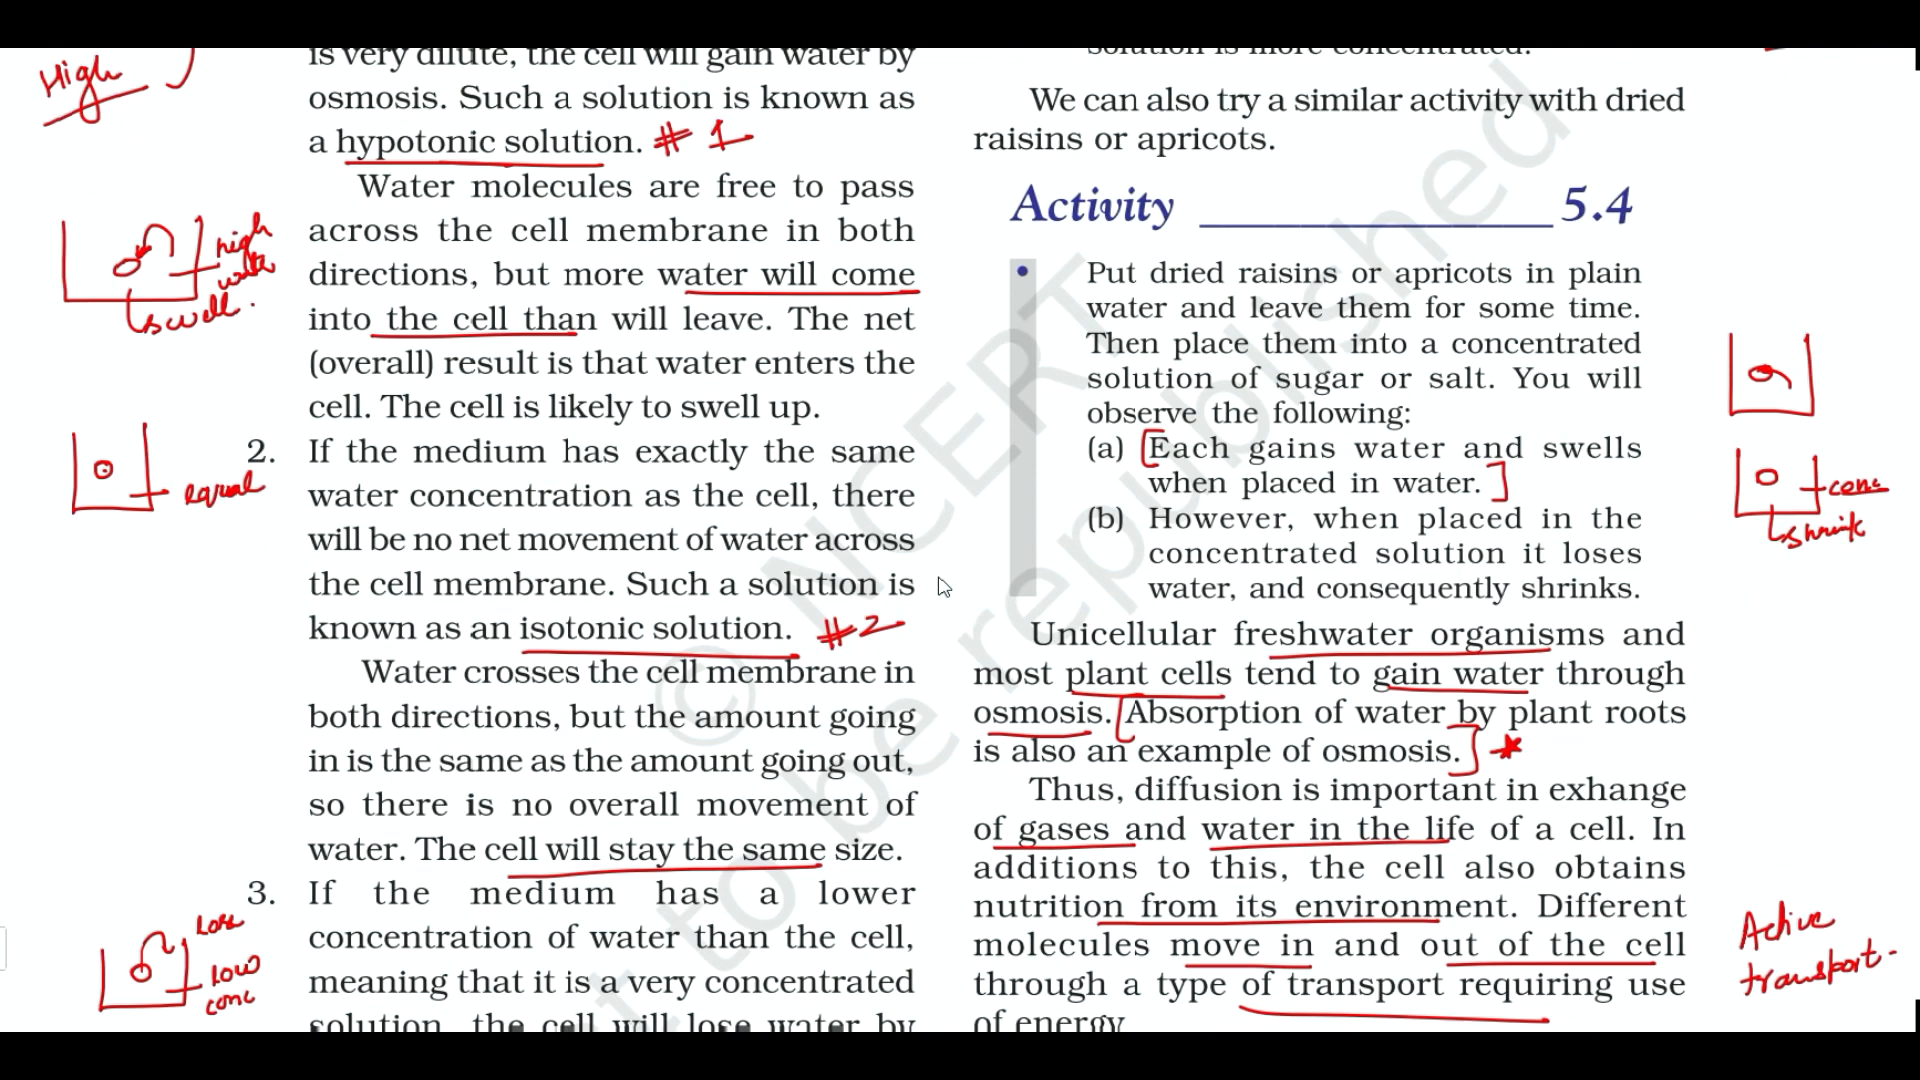 High
is very dilute, the cell will gain water by
osmosis. Such a solution is known as
a hypotonic solution. # 1
Water molecules are free to pass
across the cell membrane in both
directions, but more water will come
into the cell than will leave. The net
(overall) result is that water enters the
cell. The cell is likely to swell up.
high
water
swell.
2. If the medium has exactly the same
water concentration as the cell, there
will be no net movement of water across
the cell membrane. Such a solution is
known as an isotonic solution. #2
equal
Water crosses the cell membrane in
both directions, but the amount going
in is the same as the amount going out,
so there is no overall movement of
water. The cell will stay the same size.
3. If the medium has a lower
concentration of water than the cell,
meaning that it is a very concentrated
solution, the cell will lose water by
Lose
Low
conc
solution is more concentrated.
We can also try a similar activity with dried
raisins or apricots.
Activity 5.4
• Put dried raisins or apricots in plain
water and leave them for some time.
Then place them into a concentrated
solution of sugar or salt. You will
observe the following:
(a) [Each gains water and swells
when placed in water.]
(b) However, when placed in the
concentrated solution it loses
water, and consequently shrinks.
conc
shrink
Unicellular freshwater organisms and
most plant cells tend to gain water through
osmosis. [Absorption of water by plant roots
is also an example of osmosis.] ★
Thus, diffusion is important in exhange
of gases and water in the life of a cell. In
additions to this, the cell also obtains
nutrition from its environment. Different
molecules move in and out of the cell
through a type of transport requiring use
of energy
Active
transport-
© NCERT
t to be republished